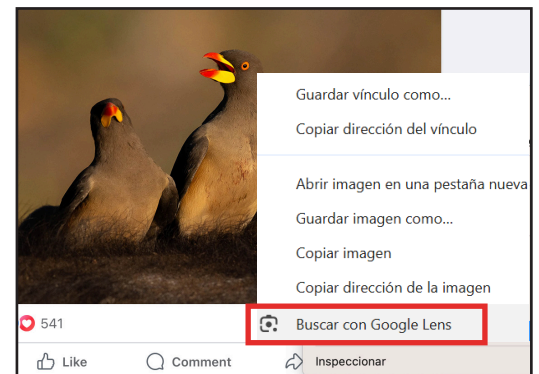 Guardar vínculo como...
Copiar dirección del vínculo
Abrir imagen en una pestaña nueva
Guardar imagen como...
Copiar imagen
Copiar dirección de la imagen
541
Buscar con Google Lens
Like Comment
Inspeccionar